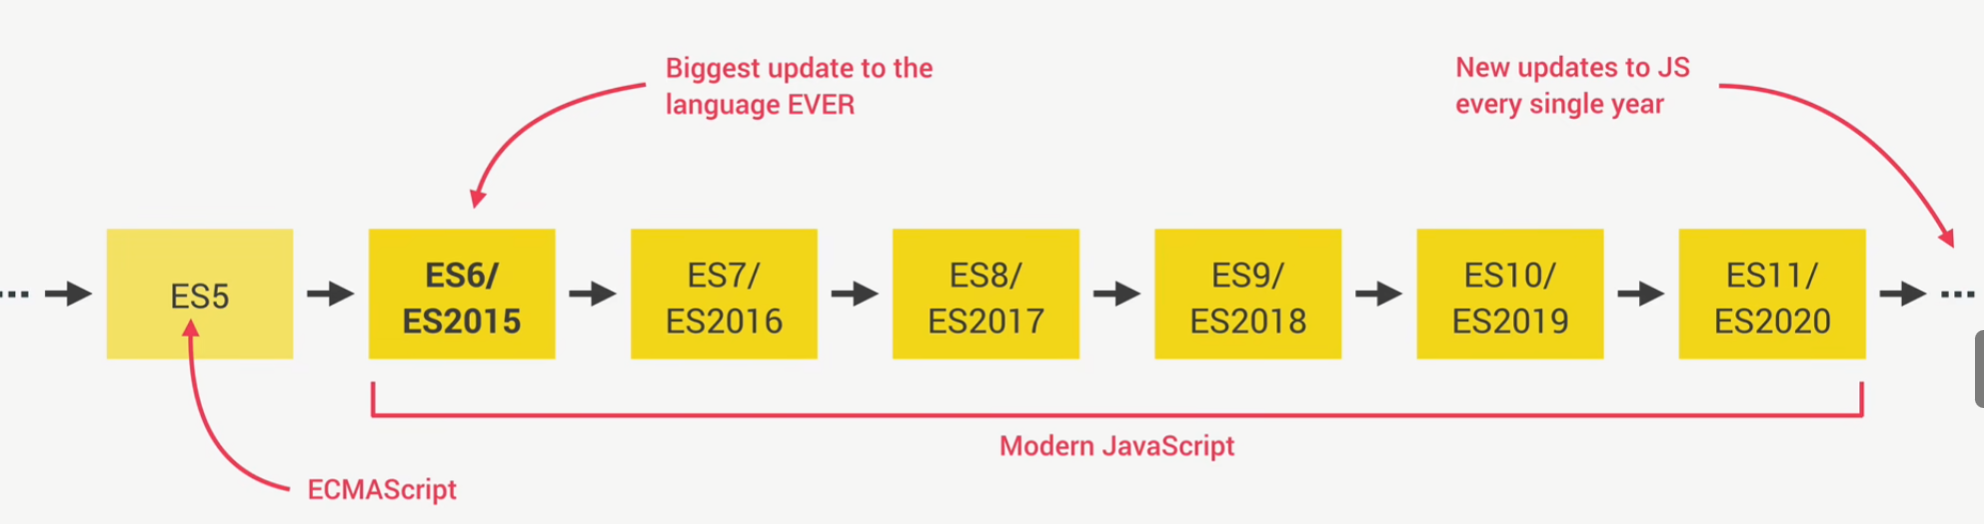 Biggest update to the
language EVER
New updates to JS
every single year
ES5
ES6/
ES2015
ES7/
ES2016
ES8/
ES2017
ES9/
ES2018
ES10/
ES2019
ES11/
ES2020
Modern JavaScript
ECMAScript